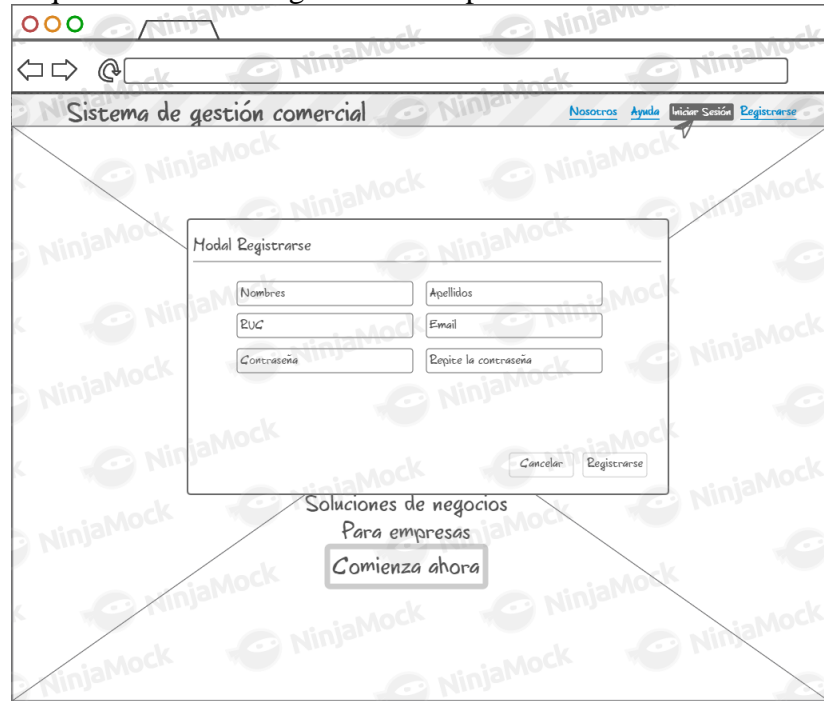 Sistema de gestión comercial
Nosotros Ayuda Iniciar Sesión Registrarse
Modal Registrarse
Nombres Apellidos
RUC Email
Contraseña Repite la contraseña
Cancelar Registrarse
Soluciones de negocios
Para empresas
Comienza ahora
NinjaMock